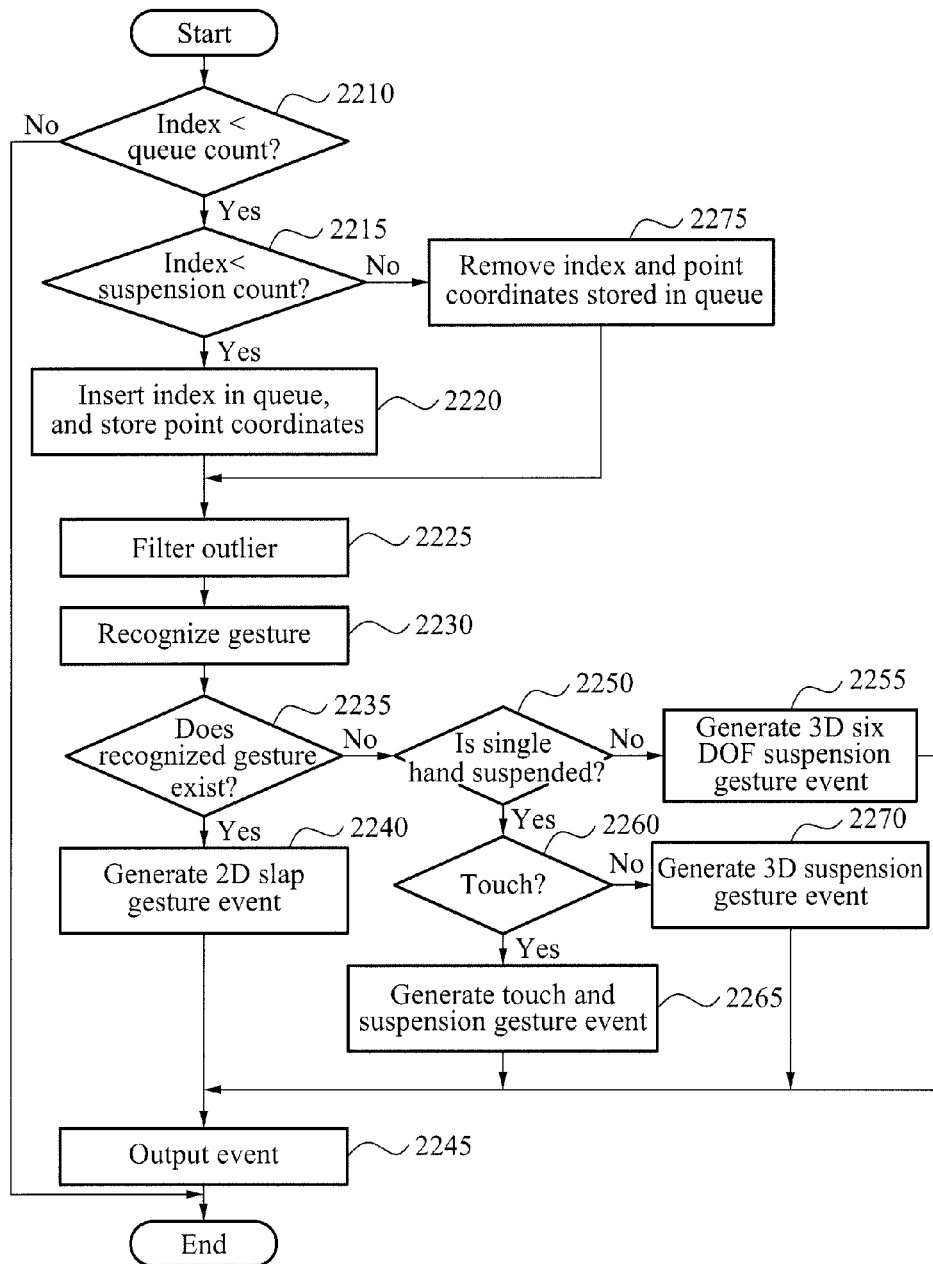 Start
2210
Index <
queue count?
No
Yes
2215
Index<
suspension count?
No
2275
Remove index and point
coordinates stored in queue
Yes
Insert index in queue,
and store point coordinates
2220
Filter outlier
2225
Recognize gesture
2230
2235
Does
recognized gesture
exist?
No
2250
Is single
hand suspended?
No
2255
Generate 3D six
DOF suspension
gesture event
Yes
2240
Generate 2D slap
gesture event
Yes
2260
Touch?
No
2270
Generate 3D suspension
gesture event
Yes
Generate touch and
suspension gesture event
2265
Output event
2245
End